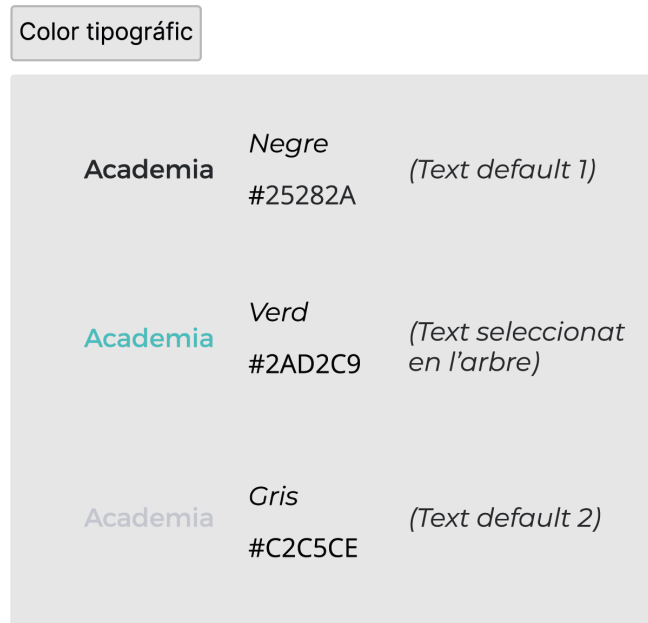 Color tipográfic
Academia
Negre
#25282A
(Text default 1)
Academia
Verd
#2AD2C9
(Text seleccionat
en l’arbre)
Academia
Gris
#C2C5CE
(Text default 2)